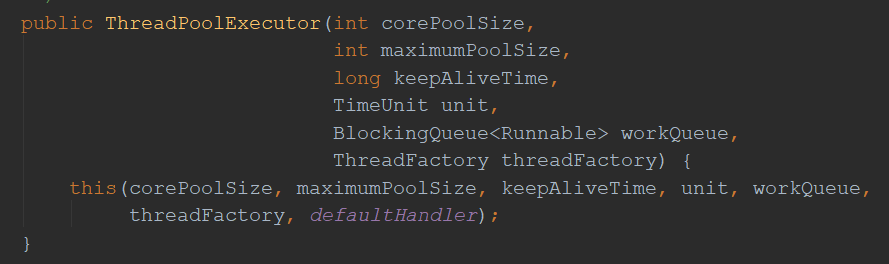 public ThreadPoolExecutor(int corePoolSize,
int maximumPoolSize,
long keepAliveTime,
TimeUnit unit,
BlockingQueue<Runnable> workQueue,
ThreadFactory threadFactory) {
this(corePoolSize, maximumPoolSize, keepAliveTime, unit, workQueue,
threadFactory, defaultHandler);
}